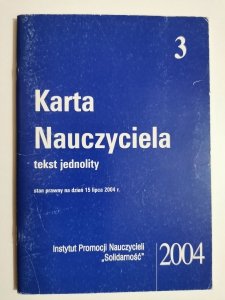 3
Karta
Nauczyciela
tekst jednolity
stan prawny na dzień 15 lipca 2004 r.
Instytut Promocji Nauczycieli
„Solidarność”
2004